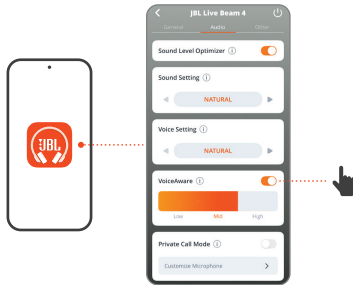 JBL Live Beam 4
General Audio Other
Sound Level Optimizer i
Sound Setting i
NATURAL
Voice Setting i
NATURAL
JBL
VoiceAware i
Low Mid High
Private Call Mode i
Customize Microphone